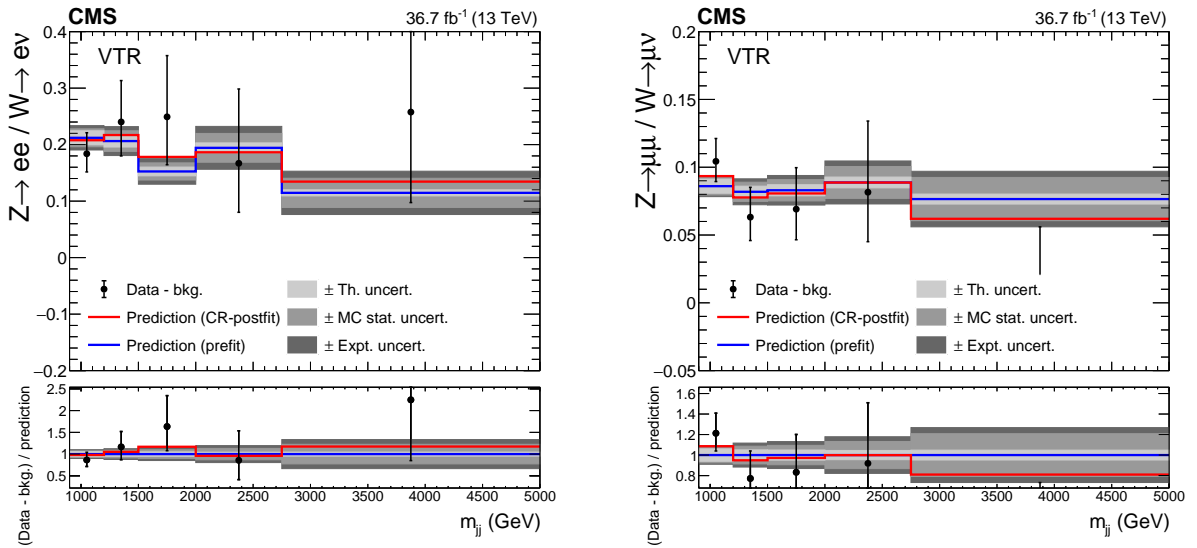 CMS
36.7 fb⁻¹ (13 TeV)
VTR
Z→ ee / W→ eν
0.4
0.3
0.2
0.1
0
−0.1
−0.2
Data - bkg.
Prediction (CR-postfit)
Prediction (prefit)
± Th. uncert.
± MC stat. uncert.
± Expt. uncert.
(Data - bkg.) / prediction
2.5
2
1.5
1
0.5
1000 1500 2000 2500 3000 3500 4000 4500 5000
m_jj (GeV)
CMS
36.7 fb⁻¹ (13 TeV)
VTR
Z→μμ / W→μν
0.2
0.15
0.1
0.05
0
−0.05
Data - bkg.
Prediction (CR-postfit)
Prediction (prefit)
± Th. uncert.
± MC stat. uncert.
± Expt. uncert.
(Data - bkg.) / prediction
1.6
1.4
1.2
1
0.8
1000 1500 2000 2500 3000 3500 4000 4500 5000
m_jj (GeV)